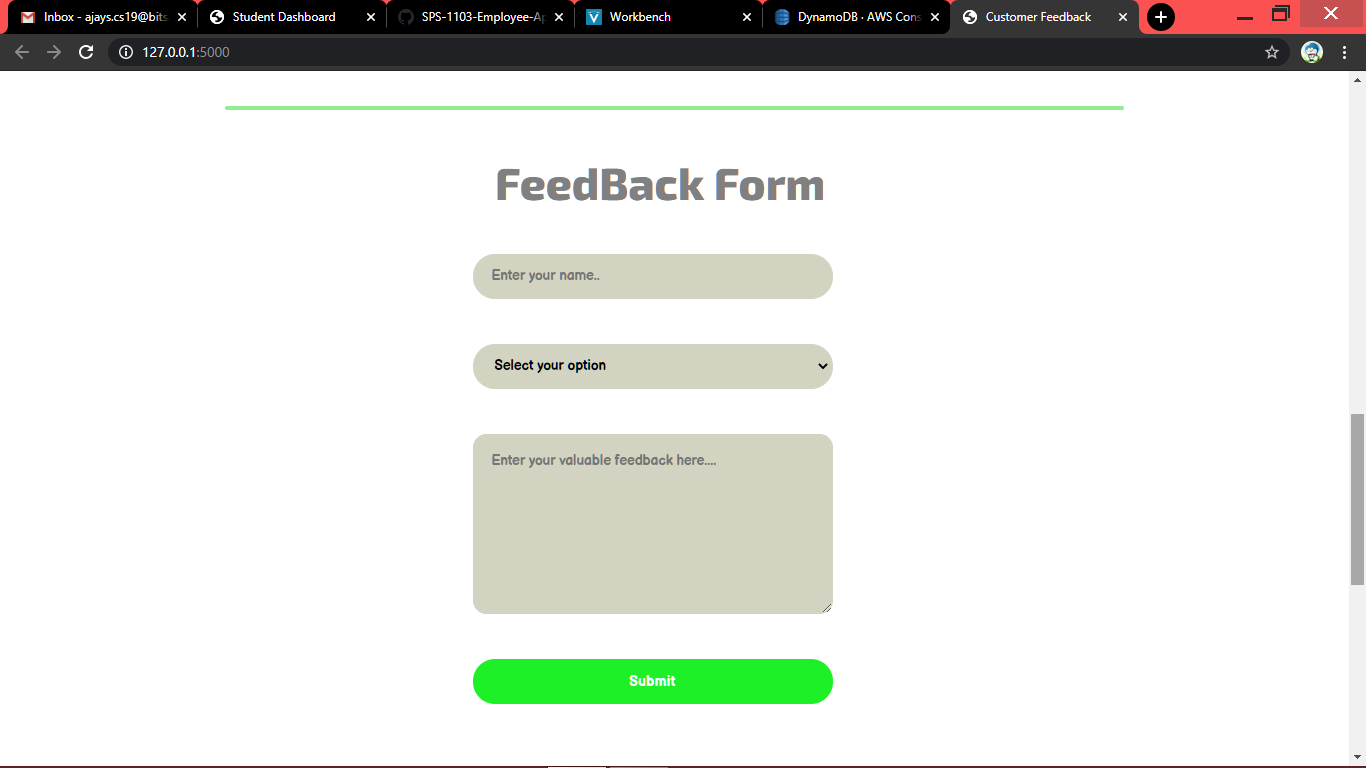 Inbox - ajays.cs19@bits
Student Dashboard
SPS-1103-Employee-Ap
Workbench
DynamoDB · AWS Cons
Customer Feedback
127.0.0.1:5000
FeedBack Form
Enter your name..
Select your option
Enter your valuable feedback here....
Submit